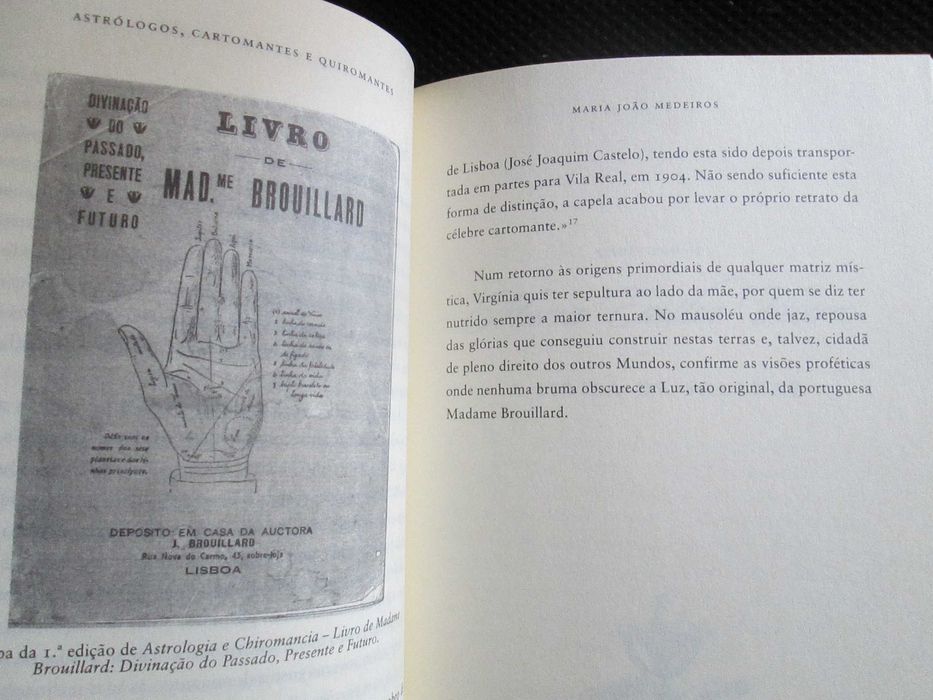 ASTRÓLOGOS, CARTOMANTES E QUIROMANTES
DIVINAÇÃO
DO
PASSADO,
PRESENTE
E
FUTURO
LIVRO
DE
MAD.ME BROUILLARD
DEPOSITO: EM CASA DA AUCTORA
J. BROUILLARD
Rua Nova do Carmo, 43, sobre-loja
LISBOA
da 1.ª edição de Astrologia e Chiromancia – Livro de Madame
Brouillard: Divinação do Passado, Presente e Futuro.
MARIA JOÃO MEDEIROS
de Lisboa (José Joaquim Castelo), tendo esta sido depois transpor-
tada em partes para Vila Real, em 1904. Não sendo suficiente esta
forma de distinção, a capela acabou por levar o próprio retrato da
célebre cartomante.»17
Num retorno às origens primordiais de qualquer matriz mís-
tica, Virgínia quis ter sepultura ao lado da mãe, por quem se diz ter
nutrido sempre a maior ternura. No mausoléu onde jaz, repousa
das glórias que conseguiu construir nestas terras e, talvez, cidadã
de pleno direito dos outros Mundos, confirme as visões proféticas
onde nenhuma bruma obscurece a Luz, tão original, da portuguesa
Madame Brouillard.